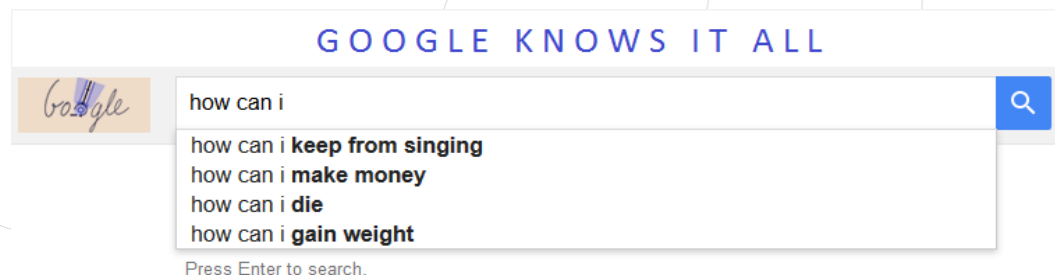 GOOGLE KNOWS IT ALL
Google
how can i
how can i keep from singing
how can i make money
how can i die
how can i gain weight
Press Enter to search.